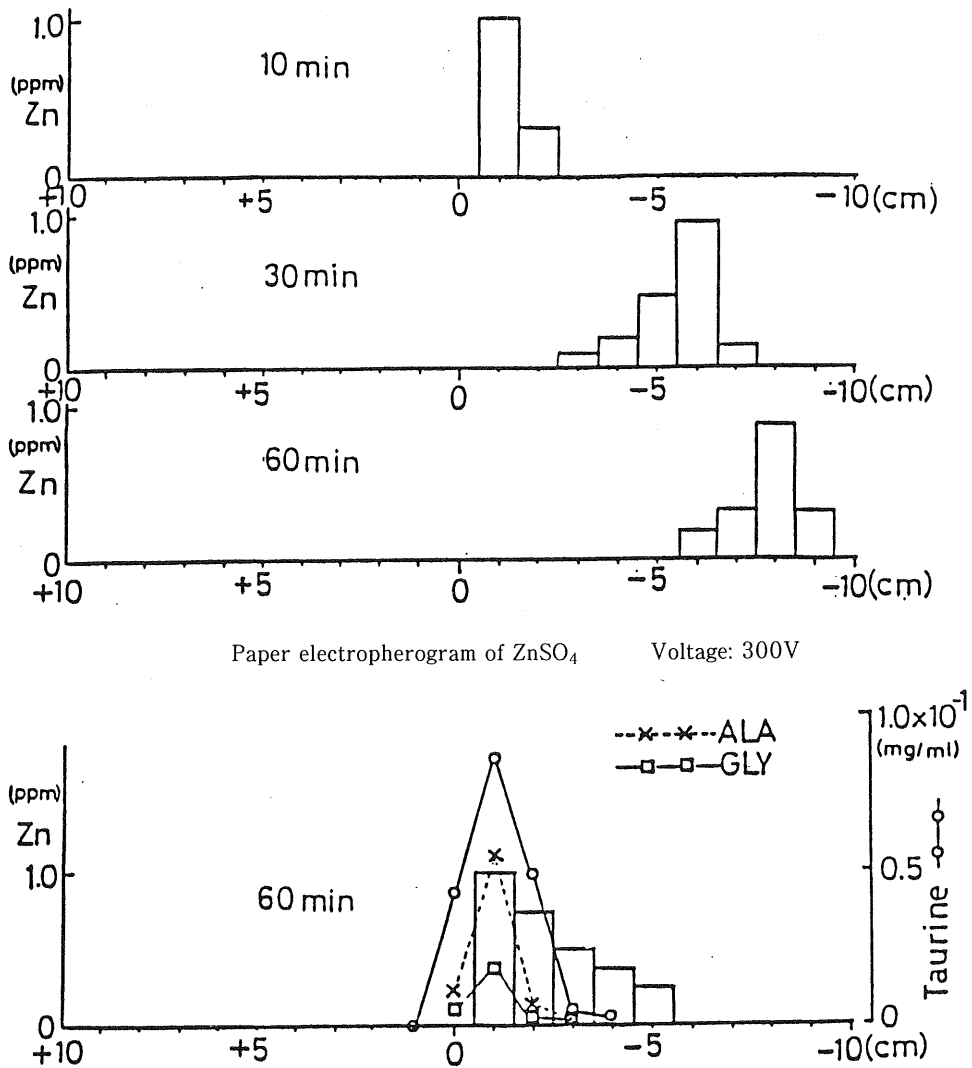 1.0
(ppm)
Zn
10 min
0
+10 +5 0 -5 -10(cm)
1.0
(ppm)
Zn
30 min
0
+10 +5 0 -5 -10(cm)
1.0
(ppm)
Zn
60 min
0
+10 +5 0 -5 -10(cm)
Paper electropherogram of ZnSO₄ Voltage: 300V
--x--x--ALA
GLY
1.0×10⁻¹
(mg/ml)
(ppm)
Zn
1.0
60 min
0.5
Taurine
0
0
+10 +5 0 -5 -10(cm)